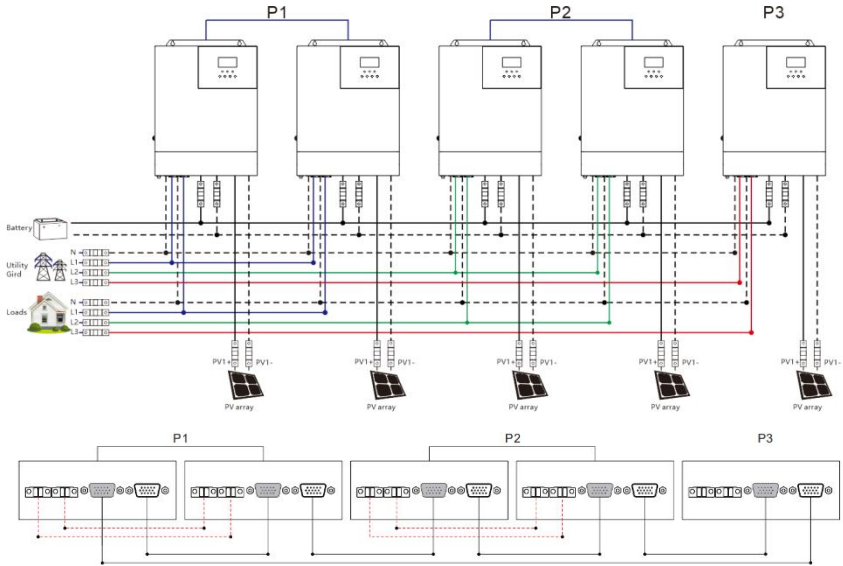 P1 P2 P3
Battery
Utility
Gird
N
L1
L2
L3
Loads
N
L1
L2
L3
PV1+ PV1- PV1+ PV1- PV1+ PV1- PV1+ PV1- PV1+ PV1-
PV array PV array PV array PV array PV array
P1 P2 P3